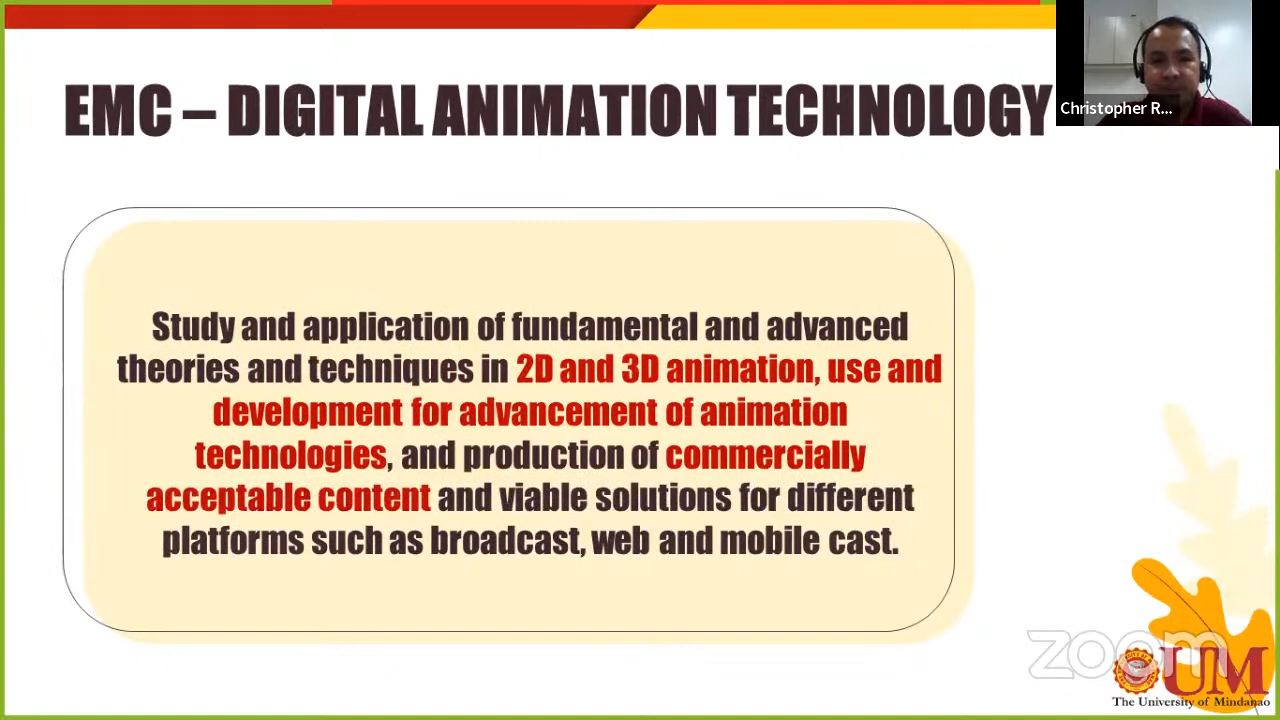 EMC – DIGITAL ANIMATION TECHNOLOGY
Christopher R...
Study and application of fundamental and advanced
theories and techniques in 2D and 3D animation, use and
development for advancement of animation
technologies, and production of commercially
acceptable content and viable solutions for different
platforms such as broadcast, web and mobile cast.
zoom
UM
The University of Mindanao